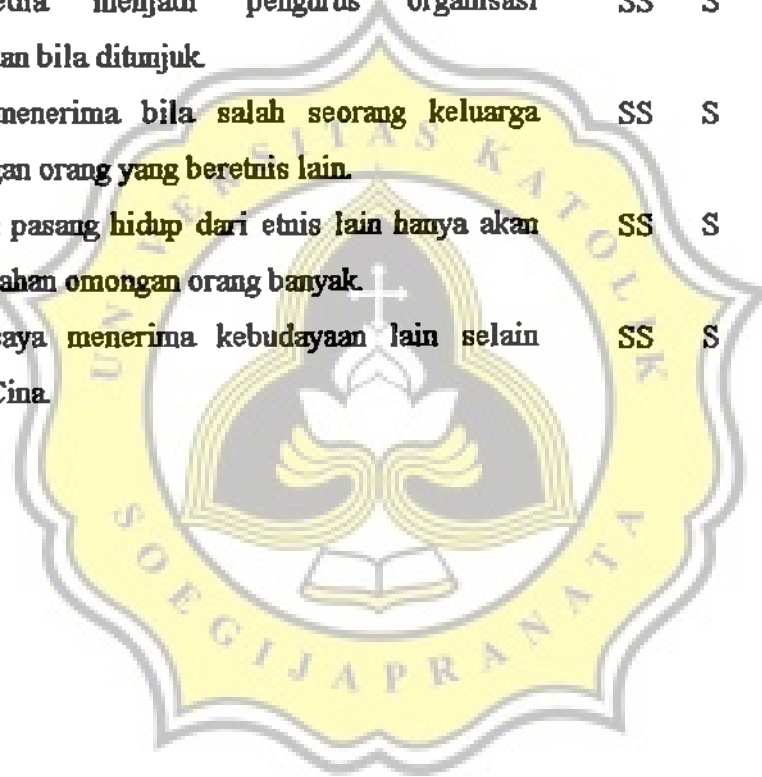 menjadi pengurus organisasi SS S
an bila ditunjuk.
menerima bila salah seorang keluarga SS S
gan orang yang beretnis lain.
pasang hidup dari etnis lain hanya akan SS S
ahan omongan orang banyak.
saya menerima kebudayaan lain selain SS S
Cina.
UNIVERSITAS KATOLIK
SOEGIJAPRANATA